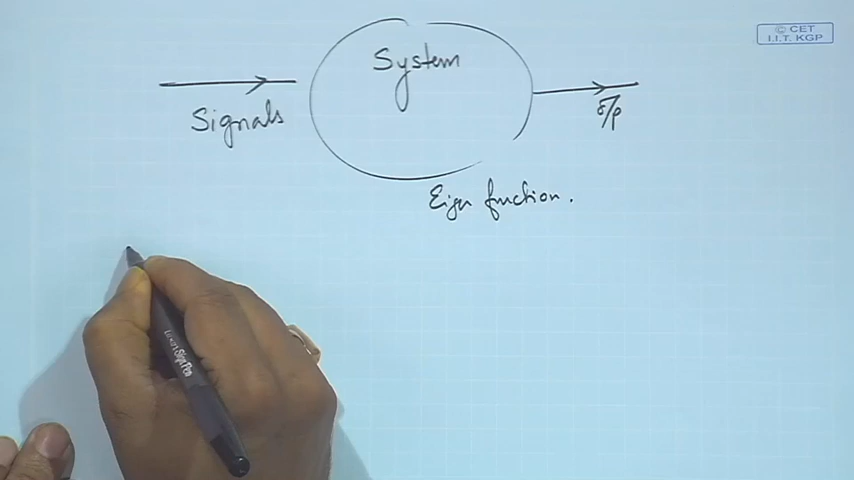 © CET
I.I.T. KGP
System
Signals
o/p
Eigen function.